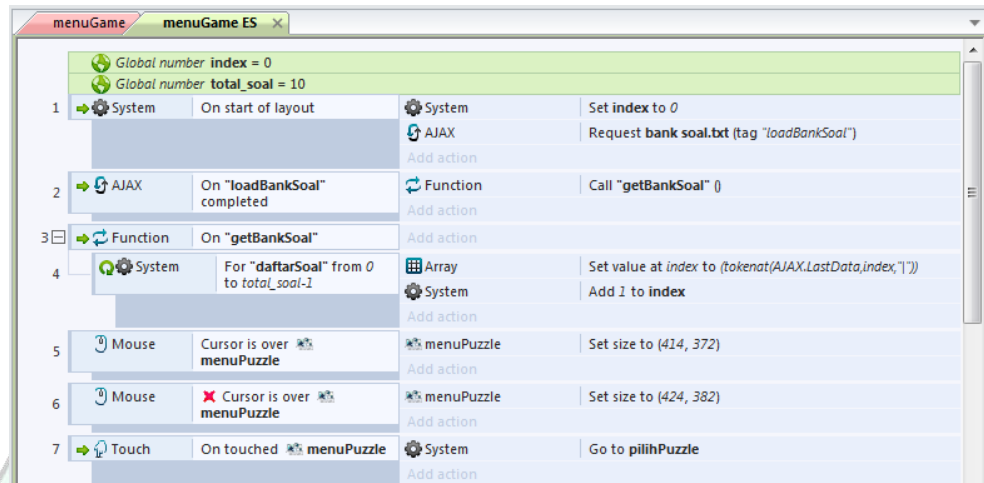 menuGame
menuGame ES
Global number index = 0
Global number total_soal = 10
1 System On start of layout System Set index to 0
AJAX Request bank soal.txt (tag "loadBankSoal")
Add action
2 AJAX On "loadBankSoal" completed Function Call "getBankSoal" ()
Add action
3 Function On "getBankSoal" Add action
4 System For "daftarSoal" from 0 to total_soal-1 Array Set value at index to (tokenat(AJAX.LastData,index,"|"))
System Add 1 to index
Add action
5 Mouse Cursor is over menuPuzzle menuPuzzle Set size to (414, 372)
Add action
6 Mouse Cursor is over menuPuzzle menuPuzzle Set size to (424, 382)
Add action
7 Touch On touched menuPuzzle System Go to pilihPuzzle
Add action